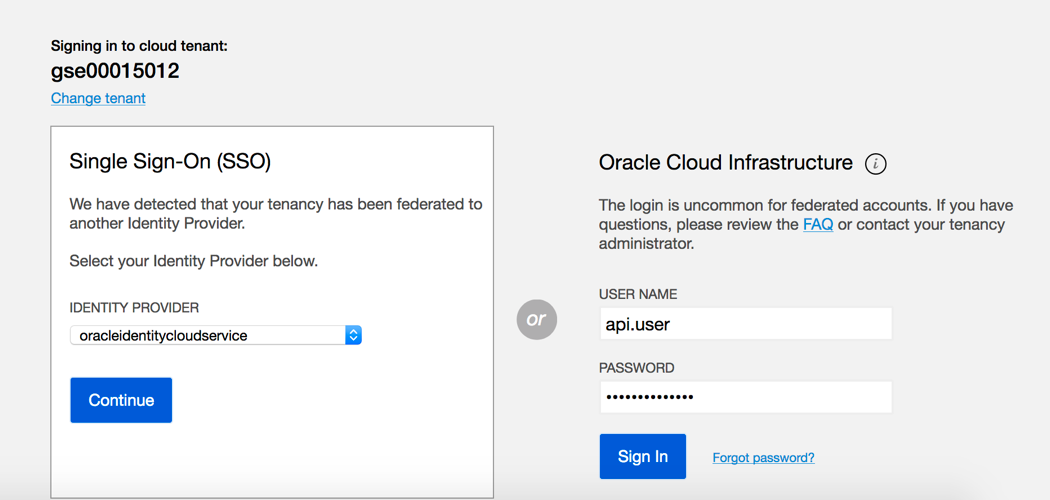 Signing in to cloud tenant:
gse00015012
Change tenant
Single Sign-On (SSO)
We have detected that your tenancy has been federated to
another Identity Provider.
Select your Identity Provider below.
IDENTITY PROVIDER
oracleidentitycloudservice
Continue
or
Oracle Cloud Infrastructure i
The login is uncommon for federated accounts. If you have
questions, please review the FAQ or contact your tenancy
administrator.
USER NAME
api.user
PASSWORD
••••••••••••••
Sign In Forgot password?